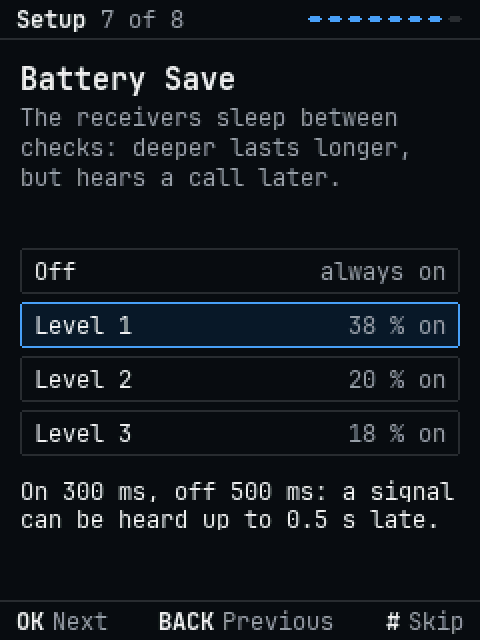 Setup 7 of 8
Battery Save
The receivers sleep between
checks: deeper lasts longer,
but hears a call later.
Off always on
Level 1 38 % on
Level 2 20 % on
Level 3 18 % on
On 300 ms, off 500 ms: a signal
can be heard up to 0.5 s late.
OK Next BACK Previous # Skip